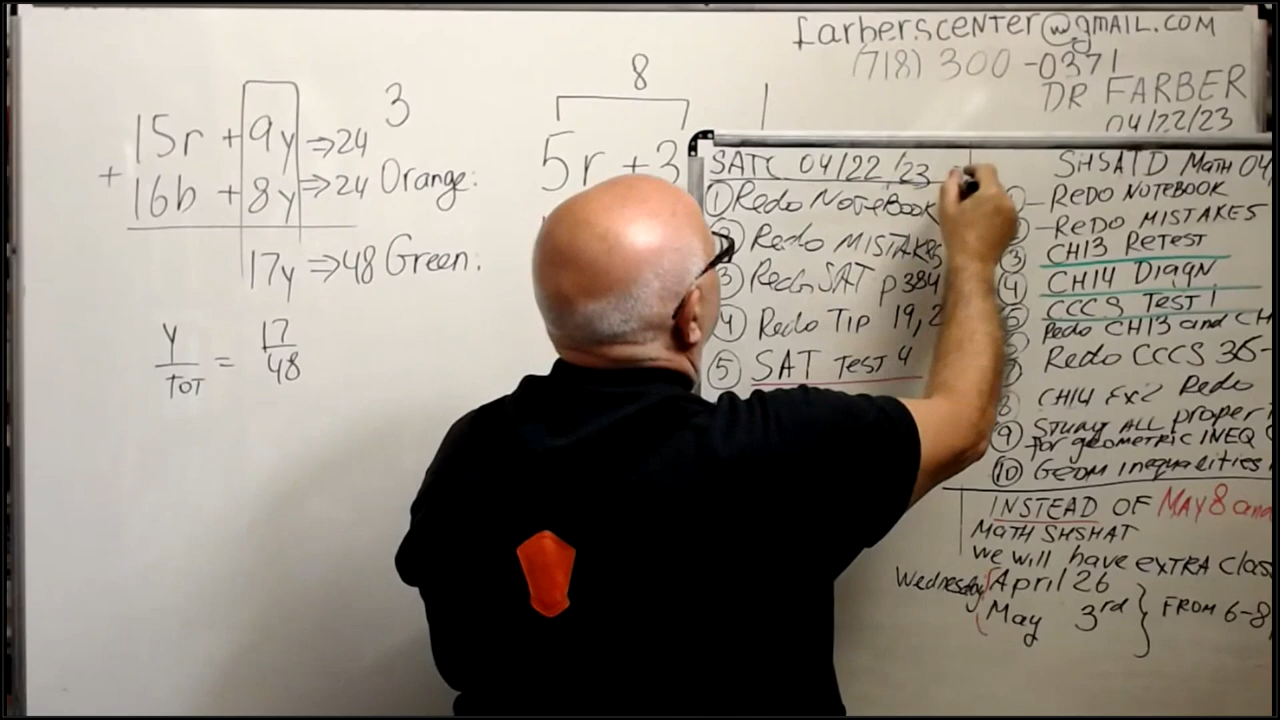 farberscenter@gmail.com
(718) 300-0371
DR FARBER
04/22/23
3
8
15r + 9y ⇒ 24
+ 16b + 8y ⇒ 24 Orange:
17y ⇒ 48 Green:
y/TOT = 17/48
5r + 3
SATC 04/22/23
① Redo NOTEBOOK
Redo MISTAKES
③ Redo SAT p 384
④ Redo TIP 19, 2
⑤ SAT TEST 4
SHSATD Math 04
- REDO NOTEBOOK
- REDO MISTAKES
③ CH13 RETEST
④ CH14 DIAGN
⑤ CCCS TEST 1
Redo CH13 and CH
⑦ Redo CCCS 36-
8 CH14 Ex2 Redo
⑨ Study ALL proper
for geometric INEQ
⑩ GEOM inequalities
INSTEAD OF MAY 8 and
MATH SHSHAT
we will have EXTRA Class
Wednesday April 26
May 3rd } FROM 6-8